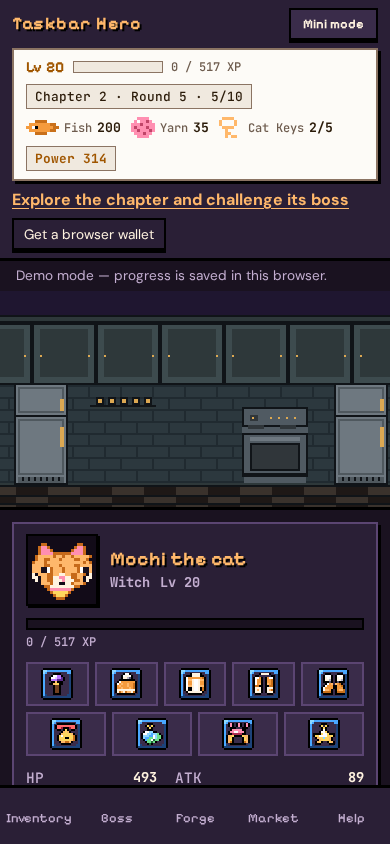 Taskbar Hero
Mini mode
Lv 20 0 / 517 XP
Chapter 2 · Round 5 · 5/10
Fish 200 Yarn 35 Cat Keys 2/5
Power 314
Explore the chapter and challenge its boss
Get a browser wallet
Demo mode — progress is saved in this browser.
Mochi the cat
Witch Lv 20
0 / 517 XP
HP 493 ATK 89
Inventory Boss Forge Market Help